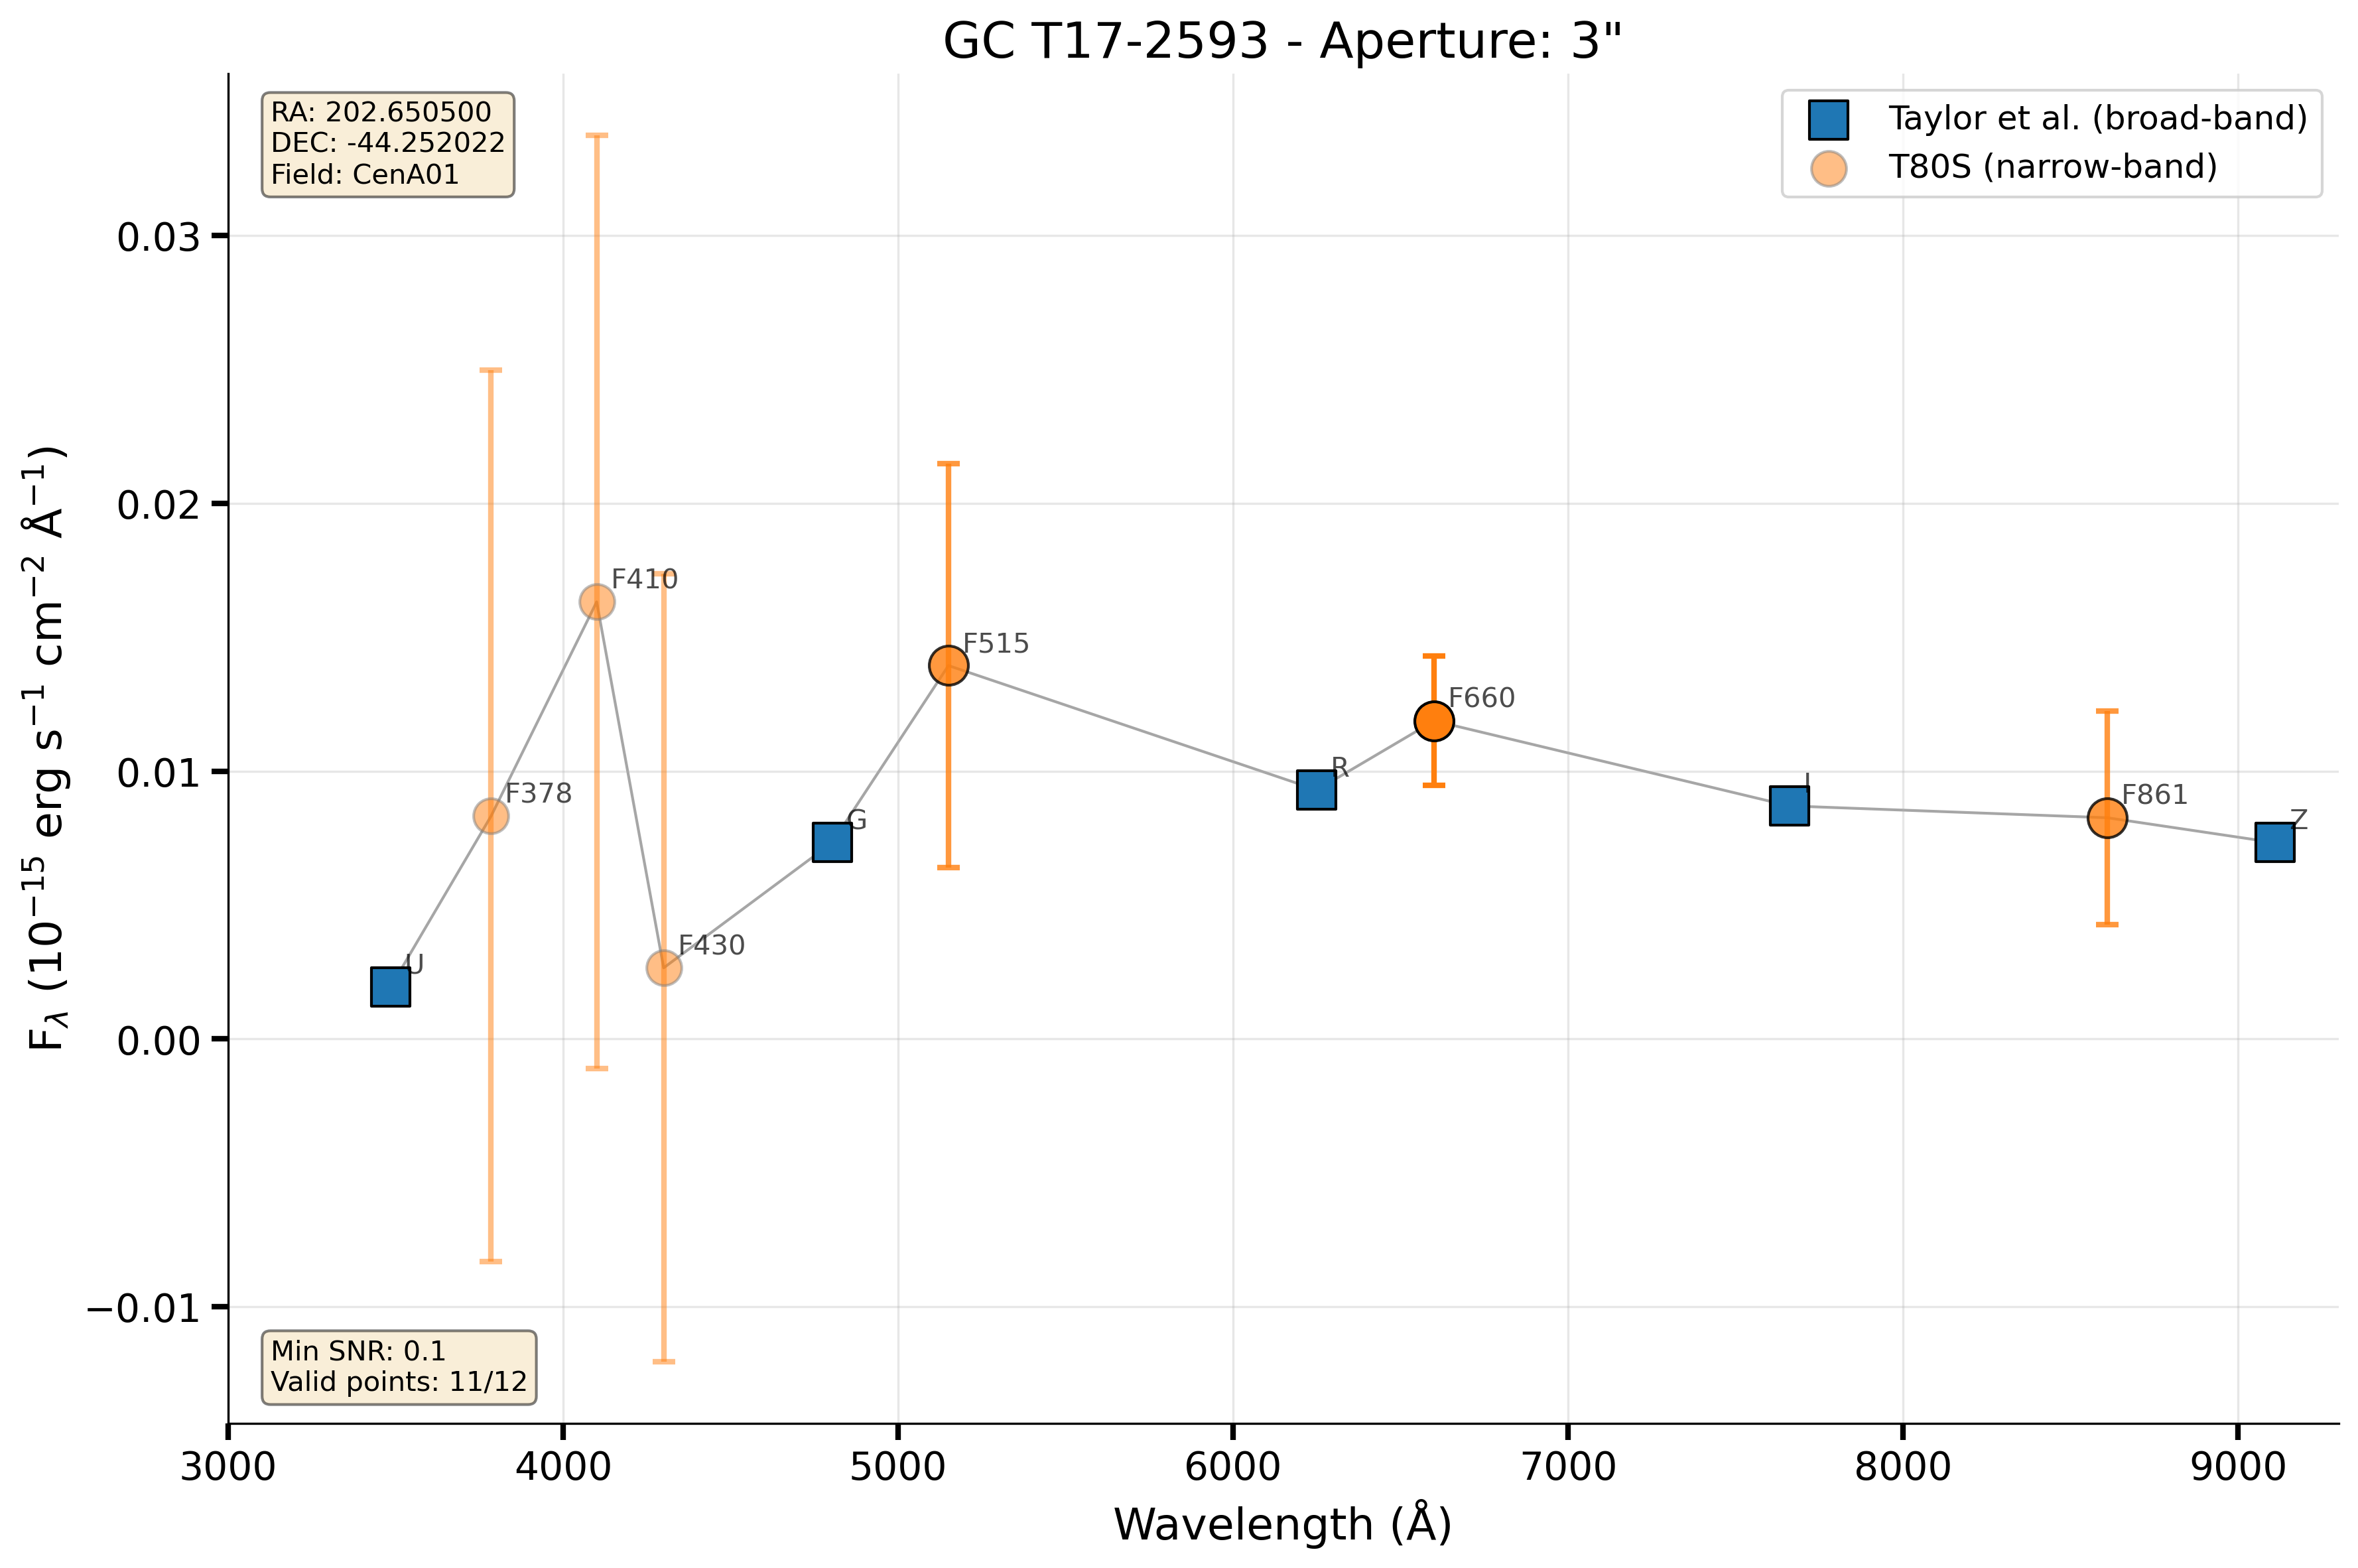 GC T17-2593 - Aperture: 3"
RA: 202.650500
DEC: -44.252022
Field: CenA01
Taylor et al. (broad-band)
T80S (narrow-band)
0.03
0.02
0.01
0.00
−0.01
F_λ (10⁻¹⁵ erg s⁻¹ cm⁻² Å⁻¹)
U
F378
F410
F430
G
F515
R
F660
I
F861
Z
Min SNR: 0.1
Valid points: 11/12
3000 4000 5000 6000 7000 8000 9000
Wavelength (Å)